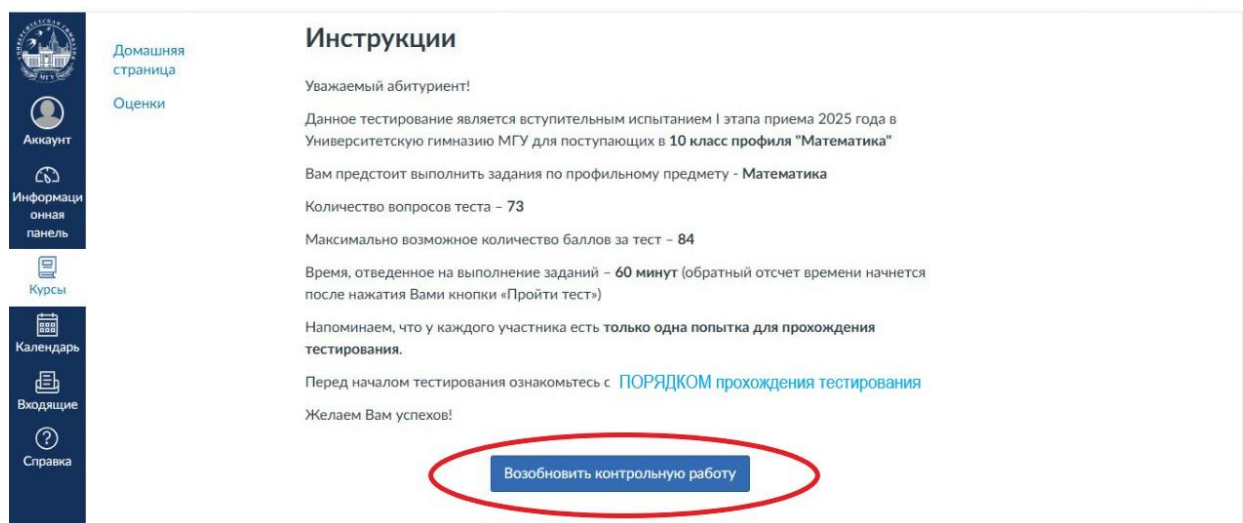 УНИВЕРСИТЕТСКАЯ ГИМНАЗИЯ
МГУ
Аккаунт
Информаци
онная
панель
Курсы
Календарь
Входящие
Справка
Домашняя
страница
Оценки
Инструкции
Уважаемый абитуриент!
Данное тестирование является вступительным испытанием I этапа приема 2025 года в
Университетскую гимназию МГУ для поступающих в 10 класс профиля "Математика"
Вам предстоит выполнить задания по профильному предмету - Математика
Количество вопросов теста – 73
Максимально возможное количество баллов за тест – 84
Время, отведенное на выполнение заданий – 60 минут (обратный отсчет времени начнется
после нажатия Вами кнопки «Пройти тест»)
Напоминаем, что у каждого участника есть только одна попытка для прохождения
тестирования.
Перед началом тестирования ознакомьтесь с ПОРЯДКОМ прохождения тестирования
Желаем Вам успехов!
Возобновить контрольную работу